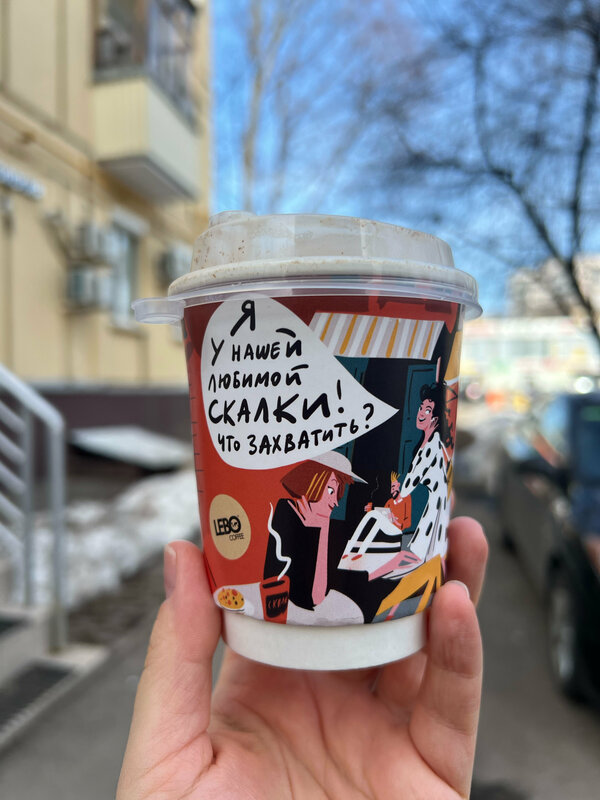 Я
У НАШЕЙ
ЛЮБИМОЙ
СКАЛКИ!
ЧТО ЗАХВАТИТЬ?
LEBO
COFFEE